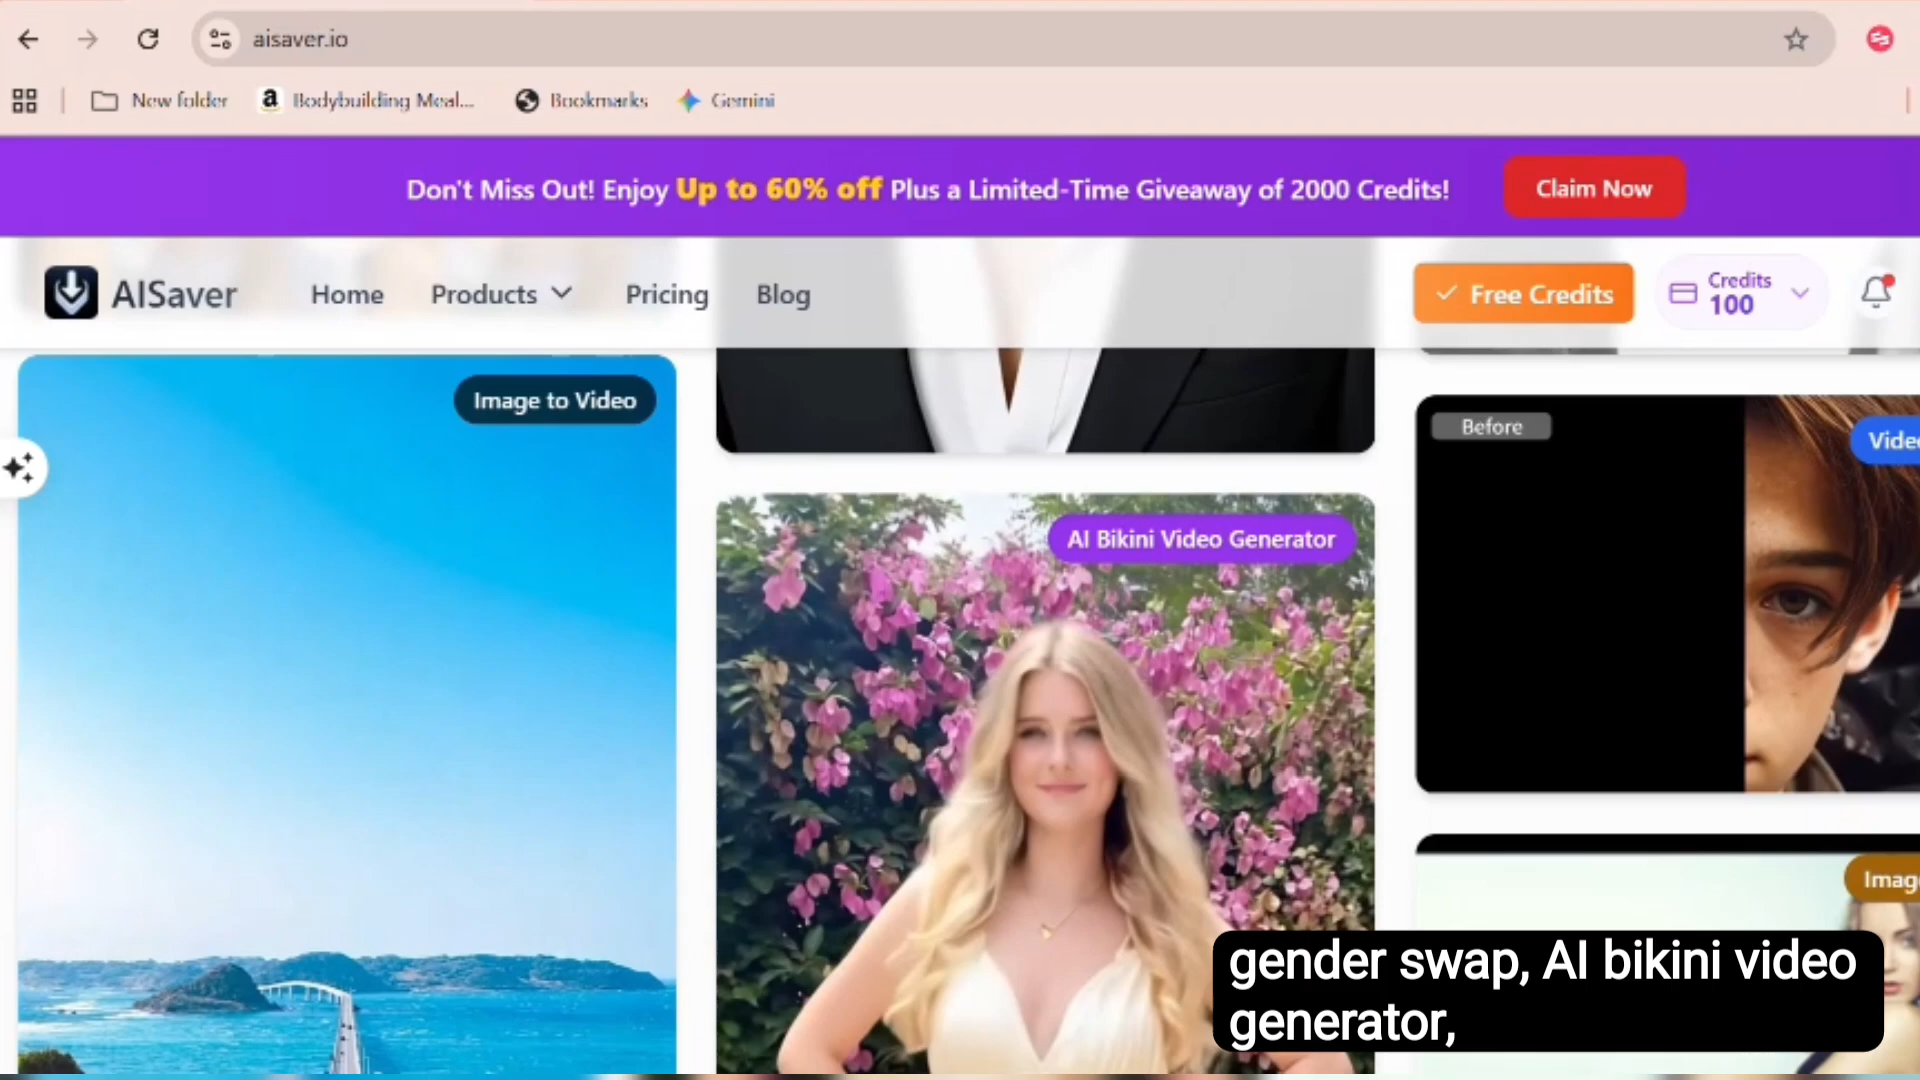 aisaver.io
New folder
Bodybuilding Meal...
Bookmarks
Gemini
Don't Miss Out! Enjoy Up to 60% off Plus a Limited-Time Giveaway of 2000 Credits!
Claim Now
AISaver
Home
Products
Pricing
Blog
Free Credits
Credits
100
Image to Video
Before
AI Bikini Video Generator
gender swap, AI bikini video
generator,